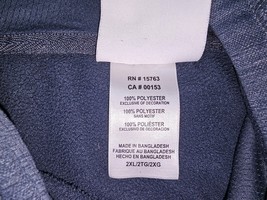 RN # 15763
CA # 00153
100% POLYESTER
EXCLUSIVE OF DECORATION
100% POLYESTER
SANS MOTIF
100% POLIÉSTER
EXCLUSIVO DE DECORACIÓN
MADE IN BANGLADESH
FABRIQUE AU BANGLADESH
HECHO EN BANGLADESH
2XL/2TG/2XG